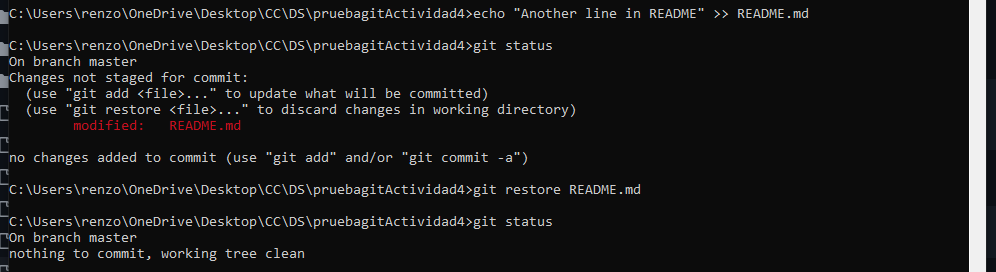 C:\Users\renzo\OneDrive\Desktop\CC\DS\pruebagitActividad4>echo "Another line in README" >> README.md
C:\Users\renzo\OneDrive\Desktop\CC\DS\pruebagitActividad4>git status
On branch master
Changes not staged for commit:
  (use "git add <file>..." to update what will be committed)
  (use "git restore <file>..." to discard changes in working directory)
        modified:   README.md
no changes added to commit (use "git add" and/or "git commit -a")
C:\Users\renzo\OneDrive\Desktop\CC\DS\pruebagitActividad4>git restore README.md
C:\Users\renzo\OneDrive\Desktop\CC\DS\pruebagitActividad4>git status
On branch master
nothing to commit, working tree clean